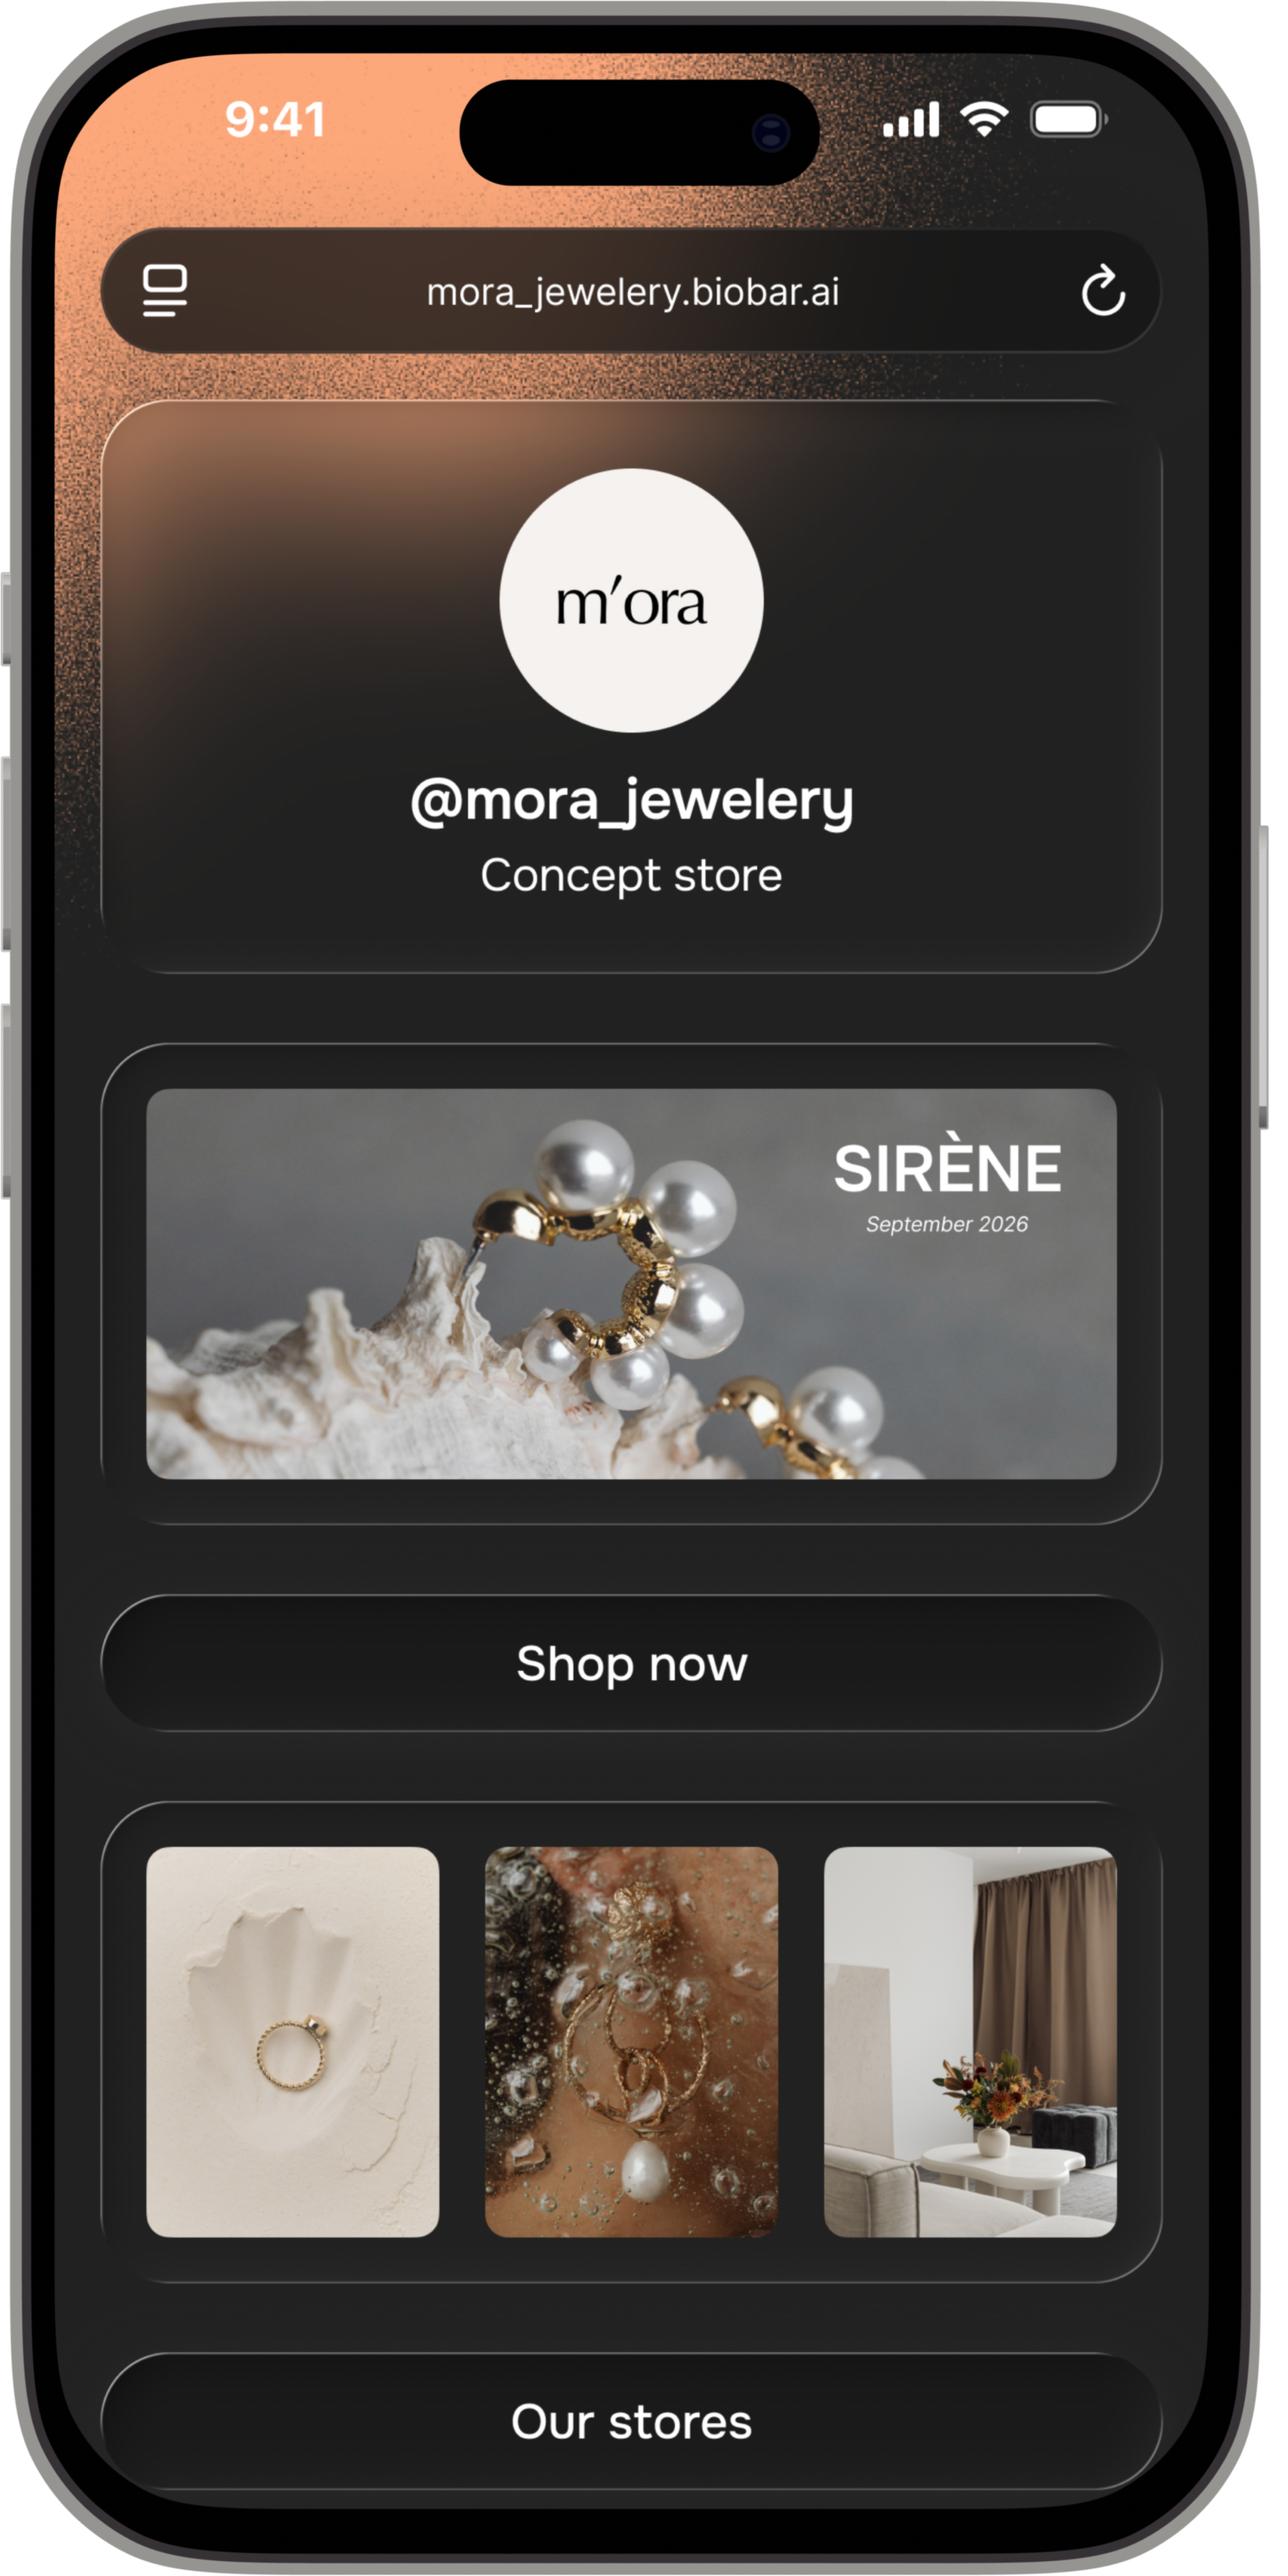 9:41
mora_jewelery.biobar.ai
m'ora
@mora_jewelery
Concept store
SIRÈNE
September 2026
Shop now
Our stores